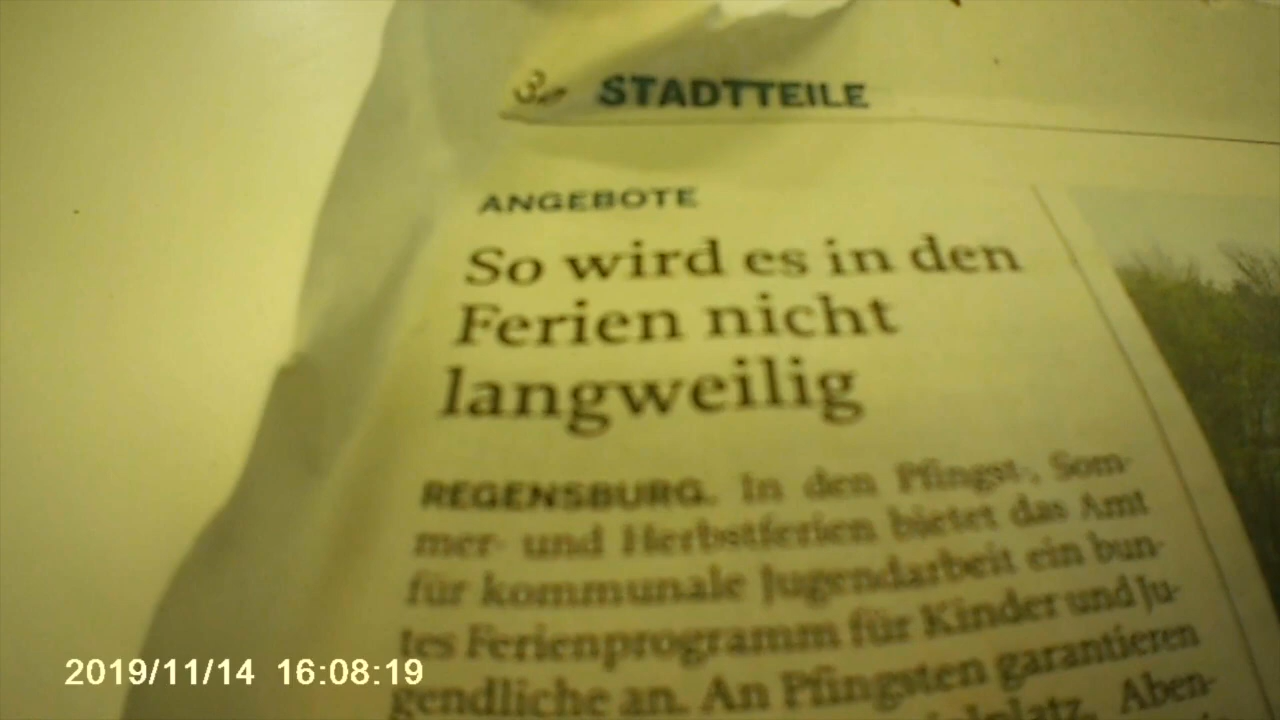 STADTTEILE
ANGEBOTE
So wird es in den
Ferien nicht
langweilig
REGENSBURG. In den Pfingst-, Som-
mer- und Herbstferien bietet das Amt
für kommunale Jugendarbeit ein bun-
tes Ferienprogramm für Kinder und Ju-
gendliche an. An Pfingsten garantieren
Aben-
2019/11/14 16:08:19